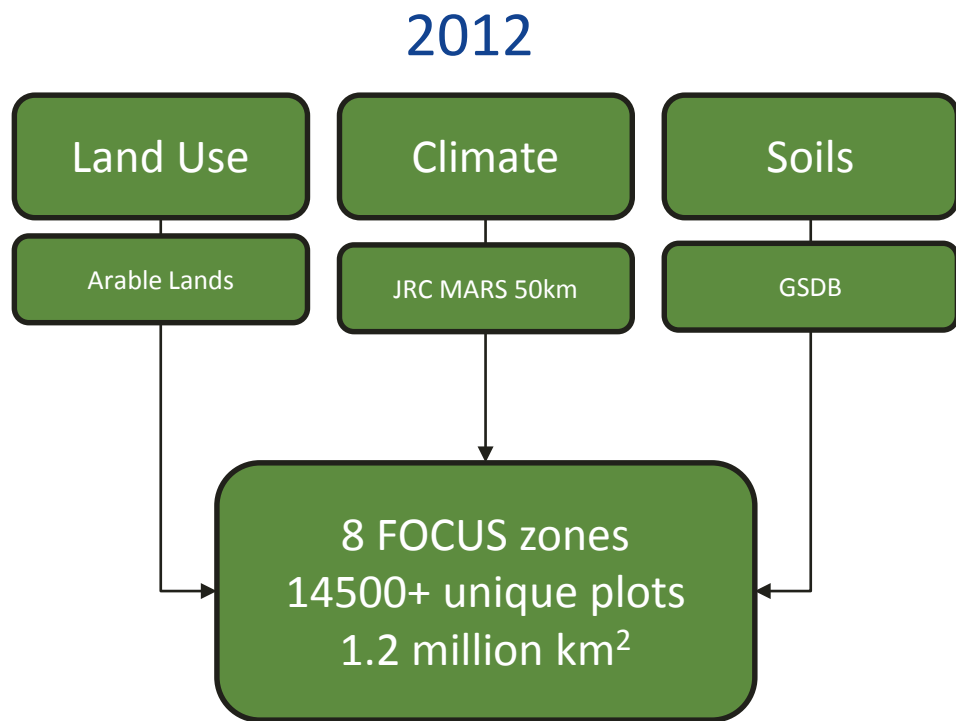 2012
Land Use
Climate
Soils
Arable Lands
JRC MARS 50km
GSDB
8 FOCUS zones
14500+ unique plots
1.2 million km²